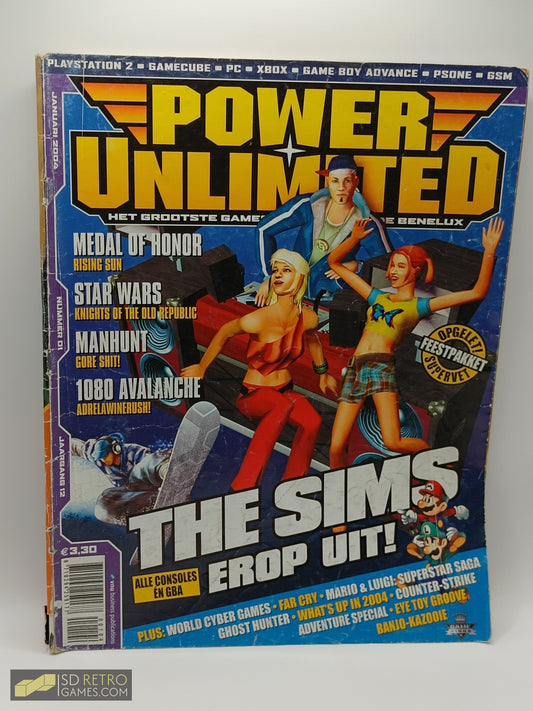 PLAYSTATION 2 - GAMECUBE - PC - XBOX - GAME BOY ADVANCE - PSONE - GSM
JANUARI 2004
NUMMER 01
JAARGANG 12
POWER
UNLIMITED
HET GROOTSTE GAMES
DE BENELUX
MEDAL OF HONOR
RISING SUN
STAR WARS
KNIGHTS OF THE OLD REPUBLIC
MANHUNT
GORE SHIT!
1080 AVALANCHE
ADRELAWINERUSH!
OPGELET!
FEESTPAKKET
SUPERVET
THE SIMS
EROP UIT!
ALLE CONSOLES
EN GBA
€ 3,30
vnu business publications
PLUS: WORLD CYBER GAMES • FAR CRY • MARIO & LUIGI: SUPERSTAR SAGA
GHOST HUNTER • WHAT'S UP IN 2004 • COUNTER-STRIKE
ADVENTURE SPECIAL • EYE TOY GROOVE
BANJO-KAZOOIE
SD RETRO
GAMES.COM